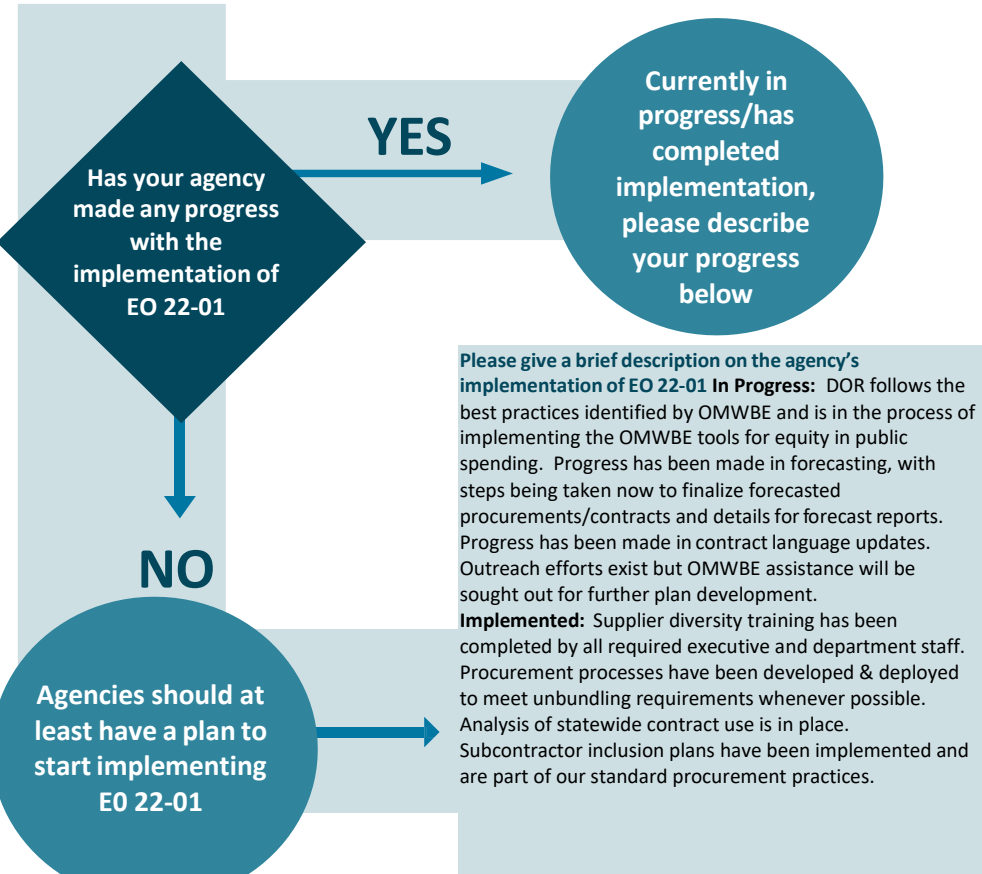 Has your agency
made any progress
with the
implementation of
EO 22-01
YES
Currently in
progress/has
completed
implementation,
please describe
your progress
below
Please give a brief description on the agency’s
implementation of EO 22-01 In Progress: DOR follows the
best practices identified by OMWBE and is in the process of
implementing the OMWBE tools for equity in public
spending. Progress has been made in forecasting, with
steps being taken now to finalize forecasted
procurements/contracts and details for forecast reports.
Progress has been made in contract language updates.
Outreach efforts exist but OMWBE assistance will be
sought out for further plan development.
Implemented: Supplier diversity training has been
completed by all required executive and department staff.
Procurement processes have been developed & deployed
to meet unbundling requirements whenever possible.
Analysis of statewide contract use is in place.
Subcontractor inclusion plans have been implemented and
are part of our standard procurement practices.
NO
Agencies should at
least have a plan to
start implementing
E0 22-01